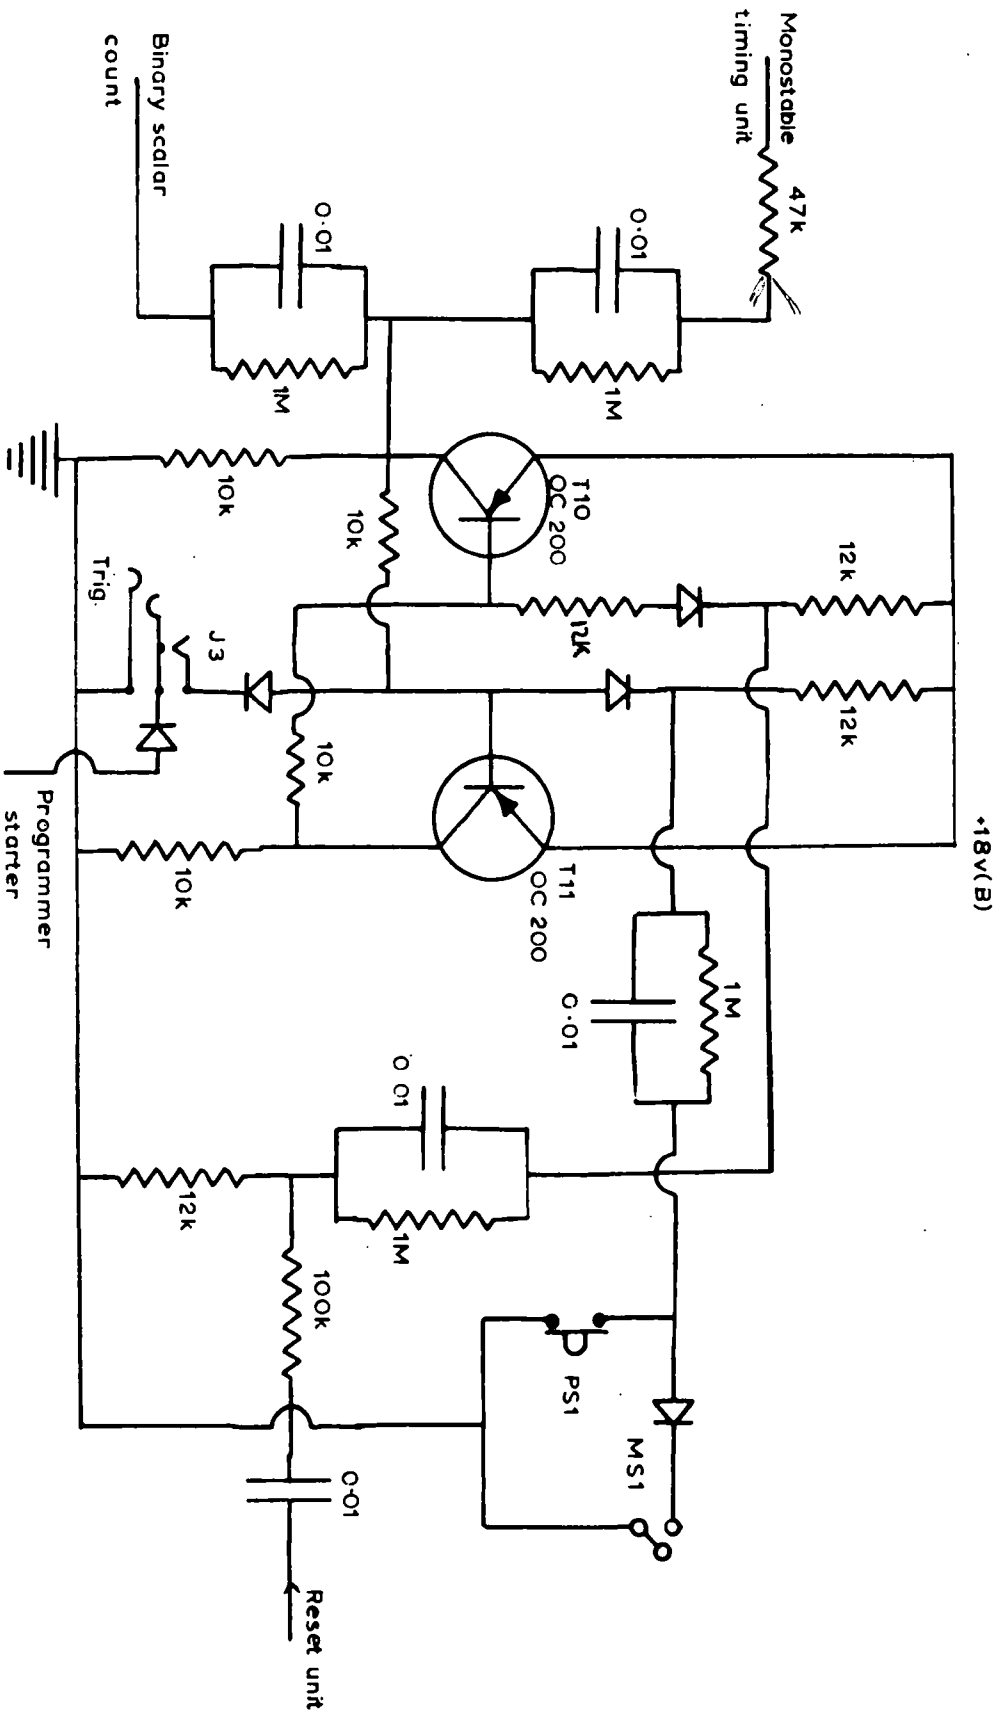 +18v(B)
Monostable
timing unit
47k
0·01
1M
0·01
1M
Binary scalar
count
12k
12k
12K
T10
OC 200
10k
10k
10k
T11
OC 200
10k
J3
Trig.
Programmer
starter
1M
0·01
0 01
1M
12k
100k
PS1
MS1
0·01
Reset unit